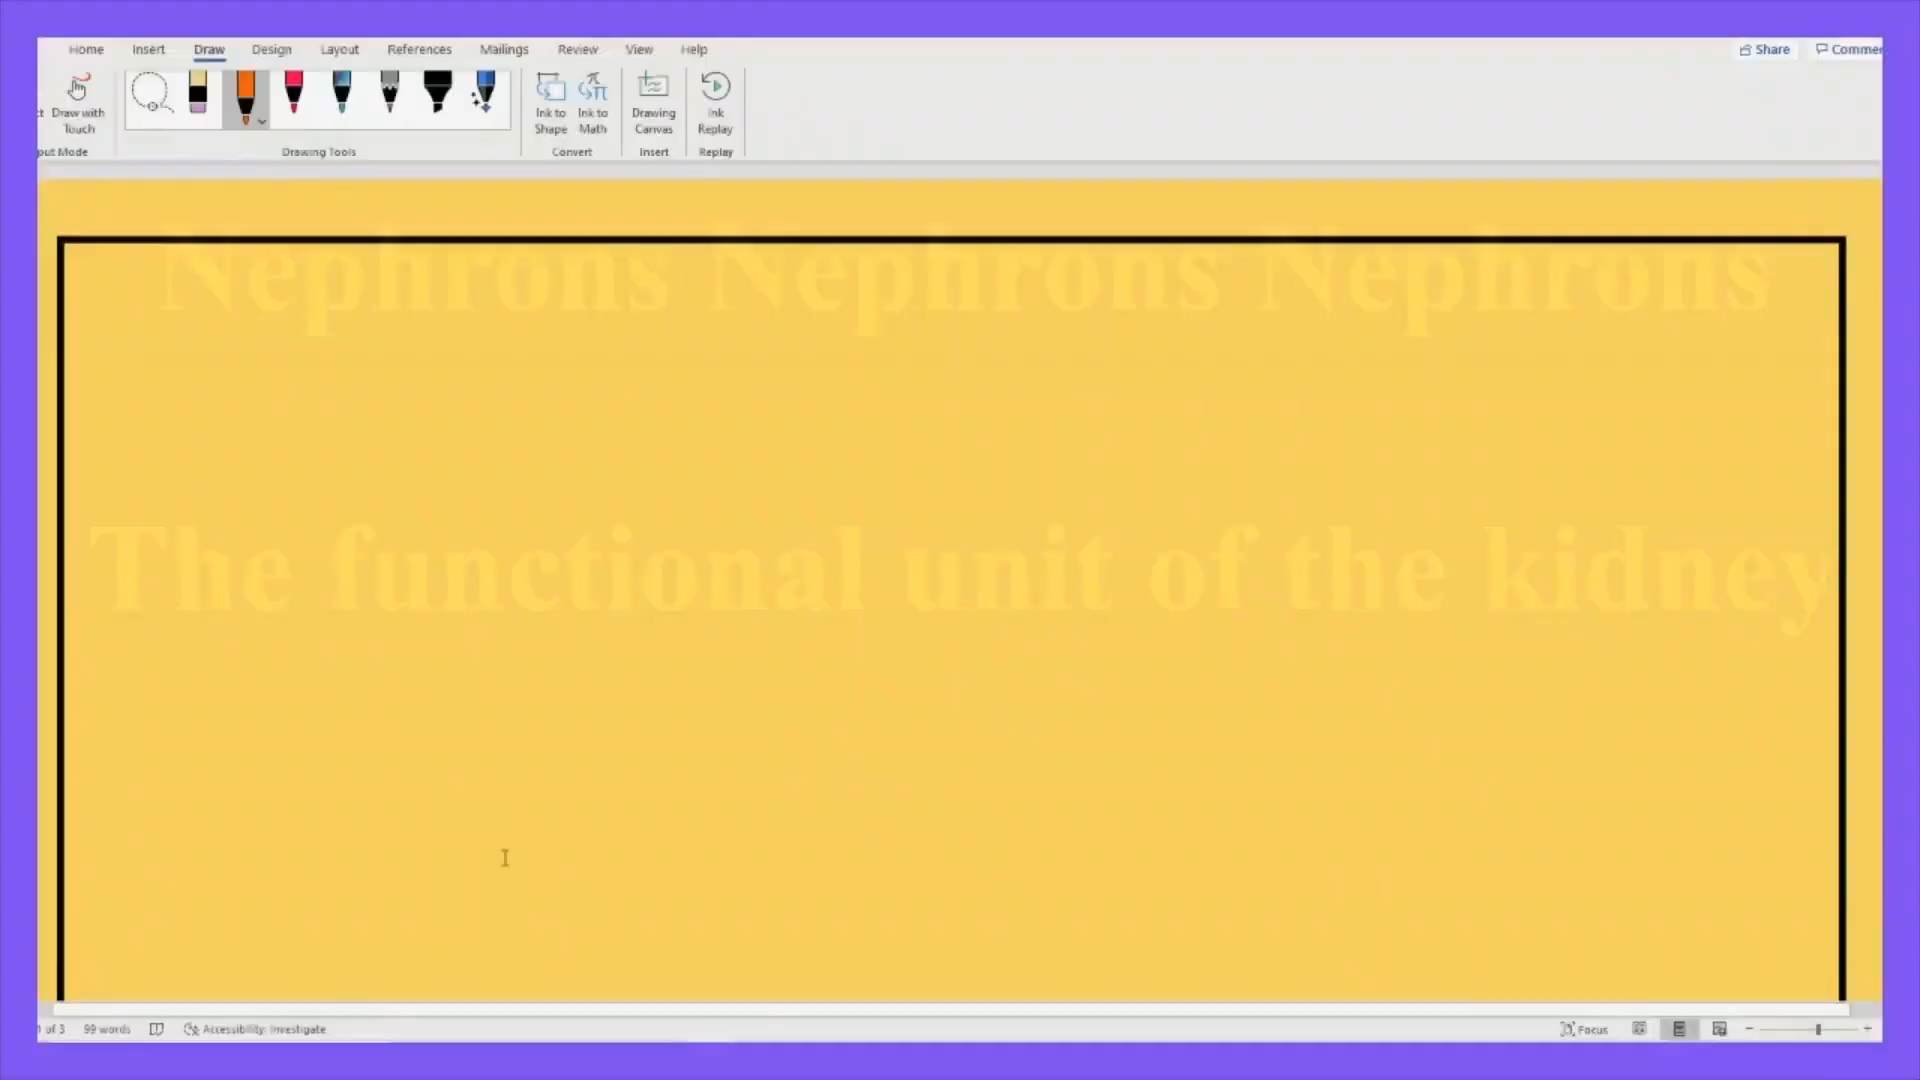 Home Insert Draw Design Layout References Mailings Review View Help Share
Draw with Touch
Ink to Shape
Ink to Math
Drawing Canvas
Ink Replay
Drawing Tools Convert Insert Replay
Nephrons Nephrons Nephrons
The functional unit of the kidney
of 3 99 words Accessibility: Investigate Focus